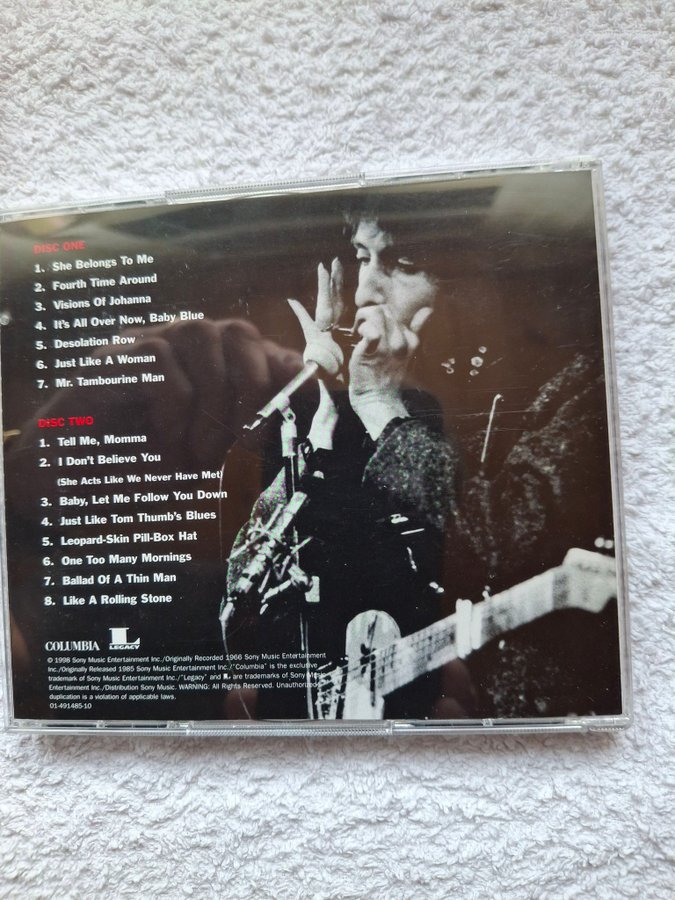 DISC ONE
1. She Belongs To Me
2. Fourth Time Around
3. Visions Of Johanna
4. It's All Over Now, Baby Blue
5. Desolation Row
6. Just Like A Woman
7. Mr. Tambourine Man
DISC TWO
1. Tell Me, Momma
2. I Don't Believe You
(She Acts Like We Never Have Met)
3. Baby, Let Me Follow You Down
4. Just Like Tom Thumb's Blues
5. Leopard-Skin Pill-Box Hat
6. One Too Many Mornings
7. Ballad Of A Thin Man
8. Like A Rolling Stone
COLUMBIA L LEGACY
© 1998 Sony Music Entertainment Inc./Originally Recorded 1966 Sony Music Entertainment
Inc./Originally Released 1985 Sony Music Entertainment Inc./"Columbia" is the exclusive
trademark of Sony Music Entertainment Inc./"Legacy" and L are trademarks of Sony Music
Entertainment Inc./Distribution Sony Music. WARNING: All Rights Reserved. Unauthorized
duplication is a violation of applicable laws.
01-491485-10